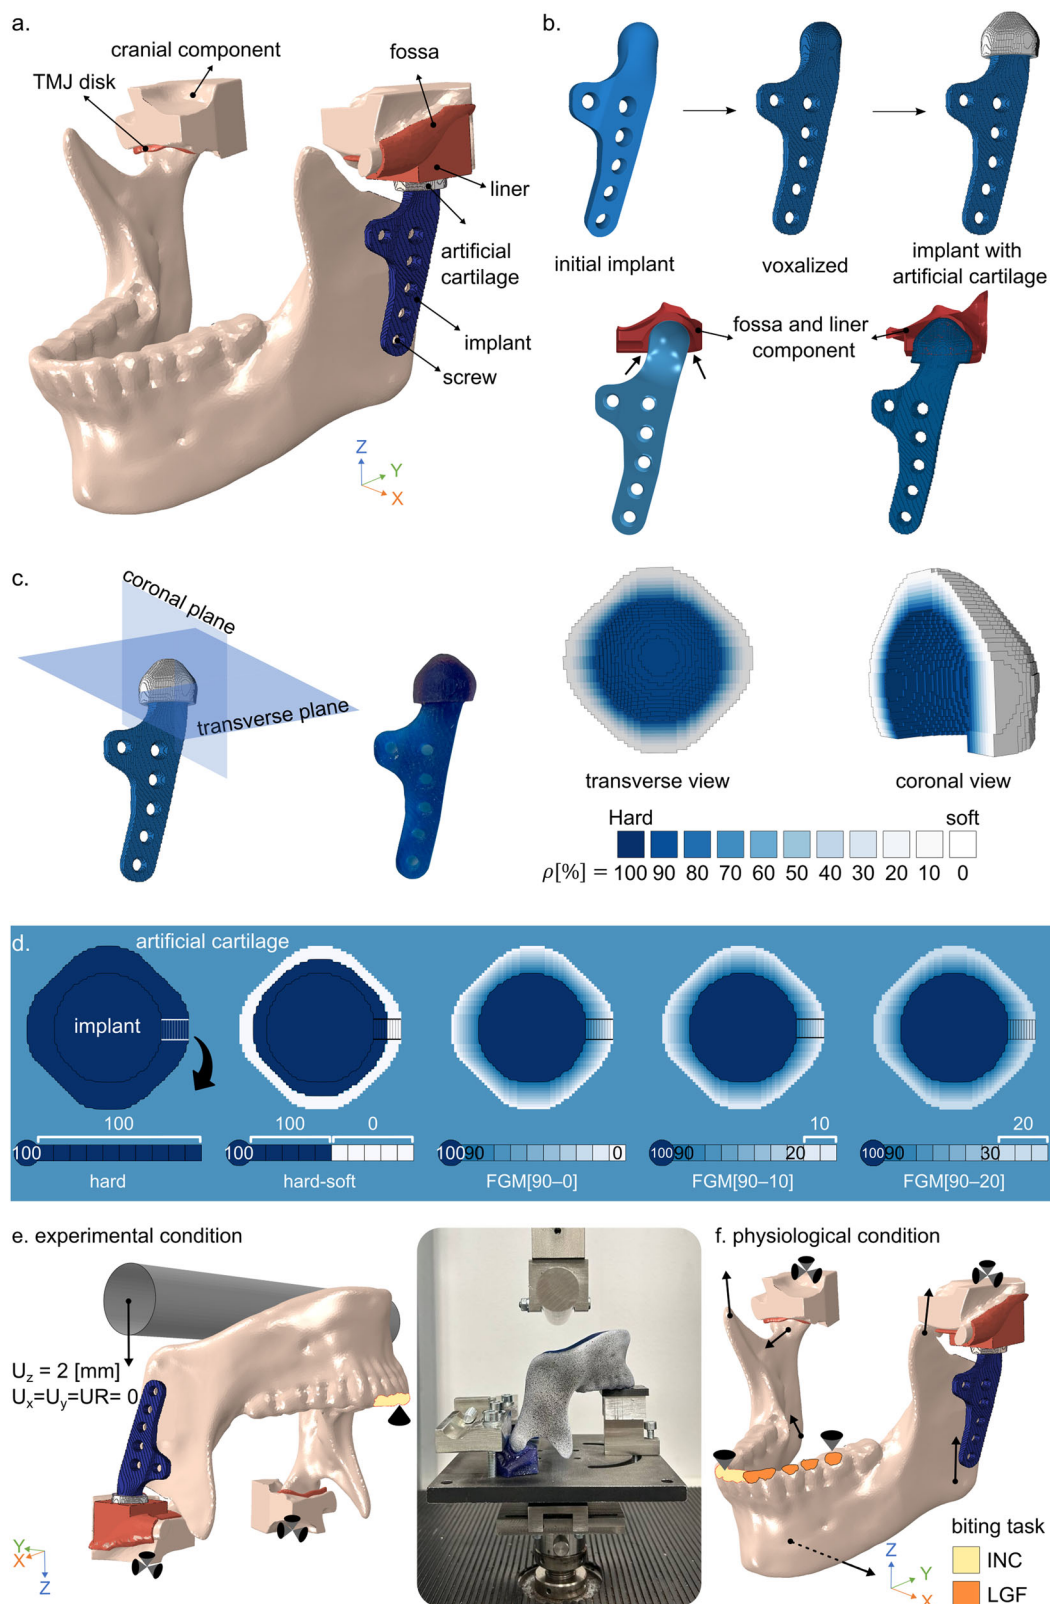 a.
cranial component
TMJ disk
fossa
liner
artificial
cartilage
implant
screw
Z
Y
X
b.
initial implant
voxalized
implant with
artificial cartilage
fossa and liner
component
c.
coronal plane
transverse plane
transverse view
coronal view
Hard
soft
ρ[%] = 100 90 80 70 60 50 40 30 20 10 0
d.
artificial cartilage
implant
100
100
hard
100 0
100
hard-soft
100 90 0
FGM[90–0]
10
100 90 20
FGM[90–10]
20
100 90 30
FGM[90–20]
e. experimental condition
U_z = 2 [mm]
U_x=U_y=UR= 0
Y
X
Z
f. physiological condition
Z
Y
X
biting task
INC
LGF